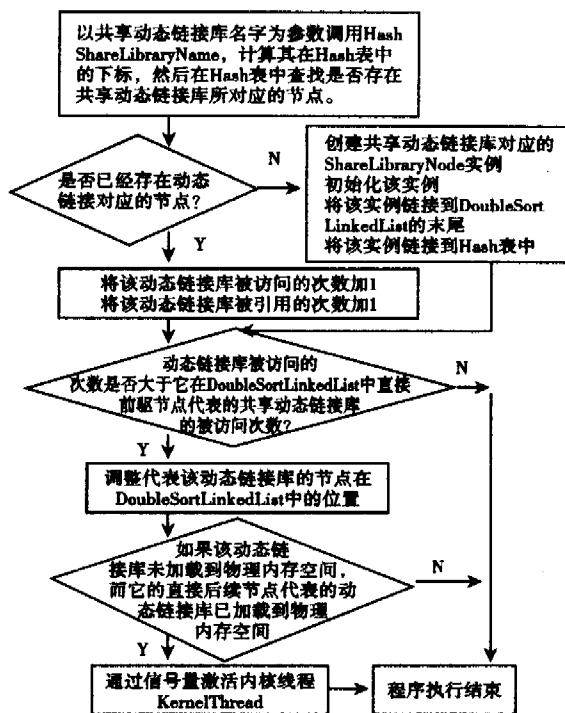 以共享动态链接库名字为参数调用Hash
ShareLibraryName，计算其在Hash表中
的下标，然后在Hash表中查找是否存在
共享动态链接库所对应的节点。
是否已经存在动态
链接对应的节点？
N
创建共享动态链接库对应的
ShareLibraryNode实例
初始化该实例
将该实例链接到DoubleSort
LinkedList的末尾
将该实例链接到Hash表中
Y
将该动态链接库被访问的次数加1
将该动态链接库被引用的次数加1
动态链接库被访问的
次数是否大于它在DoubleSortLinkedList中直接
前驱节点代表的共享动态链接库
的被访问次数？
N
Y
调整代表该动态链接库的节点在
DoubleSortLinkedList中的位置
如果该动态链
接库未加载到物理内存空间，
而它的直接后续节点代表的动
态链接库已加载到物理
内存空间
N
Y
通过信号量激活内核线程
KernelThread
程序执行结束